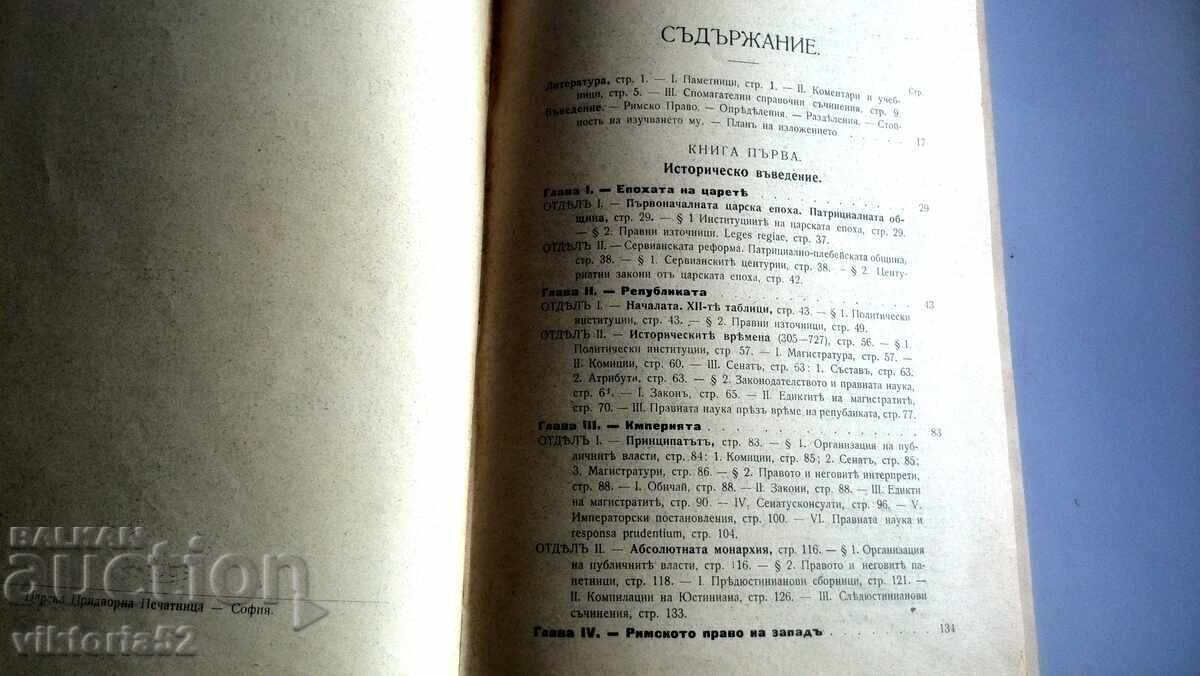 Царска Придворна Печатница — София.
BALKAN
auction
viktoria52
СЪДЪРЖАНИЕ.
Стр.
Литература, стр. 1. — I. Паметници, стр. 1. — II. Коментари и учеб-
ници, стр. 5. — III. Спомагателни справочни съчинения, стр. 9.
Въведение. — Римско Право. — Опрѣдѣления. — Раздѣления. — Стой-
ность на изучването му. — Планъ на изложението . . . . . . 17
КНИГА ПЪРВА.
Историческо въведение.
Глава I. — Епохата на царетѣ . . . . . . . . . . 29
ОТДѢЛЪ I. — Първоначалната царска епоха. Патрициалната об-
щина, стр. 29. — § 1 Институциитѣ на царската епоха, стр. 29.
— § 2. Правни източници. Leges regiae, стр. 37.
ОТДѢЛЪ II. — Сервианската реформа. Патрициално-плебейската община,
стр. 38. — § 1. Сервианскитѣ центурии, стр. 38. — § 2. Центу-
риатни закони отъ царската епоха, стр. 42.
Глава II. — Републиката . . . . . . . . . . 43
ОТДѢЛЪ I. — Началата. XII-тѣ таблици, стр. 43. — § 1. Политически
институции, стр. 43. — § 2. Правни източници, стр. 49.
ОТДѢЛЪ II. — Историческитѣ врѣмена (305—727), стр. 56. — § 1.
Политически институции, стр 57. — I. Магистратура, стр. 57. —
II. Комиции, стр. 60. — III. Сенатъ, стр. 63: 1. Съставъ, стр. 63.
2. Атрибути, стр. 63. — § 2. Законодателството и правната наука,
стр. — I. Законъ, стр. 65. — II. Едиктитѣ на магистратитѣ,
стр. 70. — III. Правната наука прѣзъ врѣме на републиката, стр. 77.
Глава III. — Империята . . . . . . . . . . 83
ОТДѢЛЪ I. — Принципатътъ, стр. 83. — § 1. Организация на пу-
бличнитѣ власти, стр. 84: 1. Комиции, стр. 85; 2. Сенатъ, стр. 85;
3. Магистратури, стр. 86. — § 2. Правото и неговитѣ интерпрети,
стр. 88. — I. Обичай, стр. 88. — II. Закони, стр. 88. — III. Едикти
на магистратитѣ, стр. 90. — IV. Сенатусконсулти, стр. 96. — V.
Императорски постановления, стр. 100. — VI. Правната наука и
responsa prudentium, стр. 104.
ОТДѢЛЪ II. — Абсолютната монархия, стр. 116. — § 1. Организация
на публичнитѣ власти, стр. 116. — § 2. Правото и неговитѣ па-
петници, стр. 118. — I. Прѣдюстинианови сборници, стр. 121. —
II. Компилации на Юстиниана, стр. 126. — III. Слѣдюстинианови
съчинения, стр. 133.
Глава IV. — Римското право на западъ . . . . . . . . 134